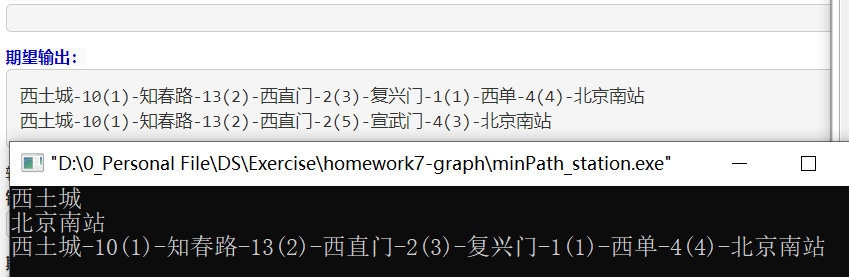 期望输出:
西土城-10(1)-知春路-13(2)-西直门-2(3)-复兴门-1(1)-西单-4(4)-北京南站
西土城-10(1)-知春路-13(2)-西直门-2(5)-宣武门-4(3)-北京南站
"D:\0_Personal File\DS\Exercise\homework7-graph\minPath_station.exe"
西土城
北京南站
西土城-10(1)-知春路-13(2)-西直门-2(3)-复兴门-1(1)-西单-4(4)-北京南站